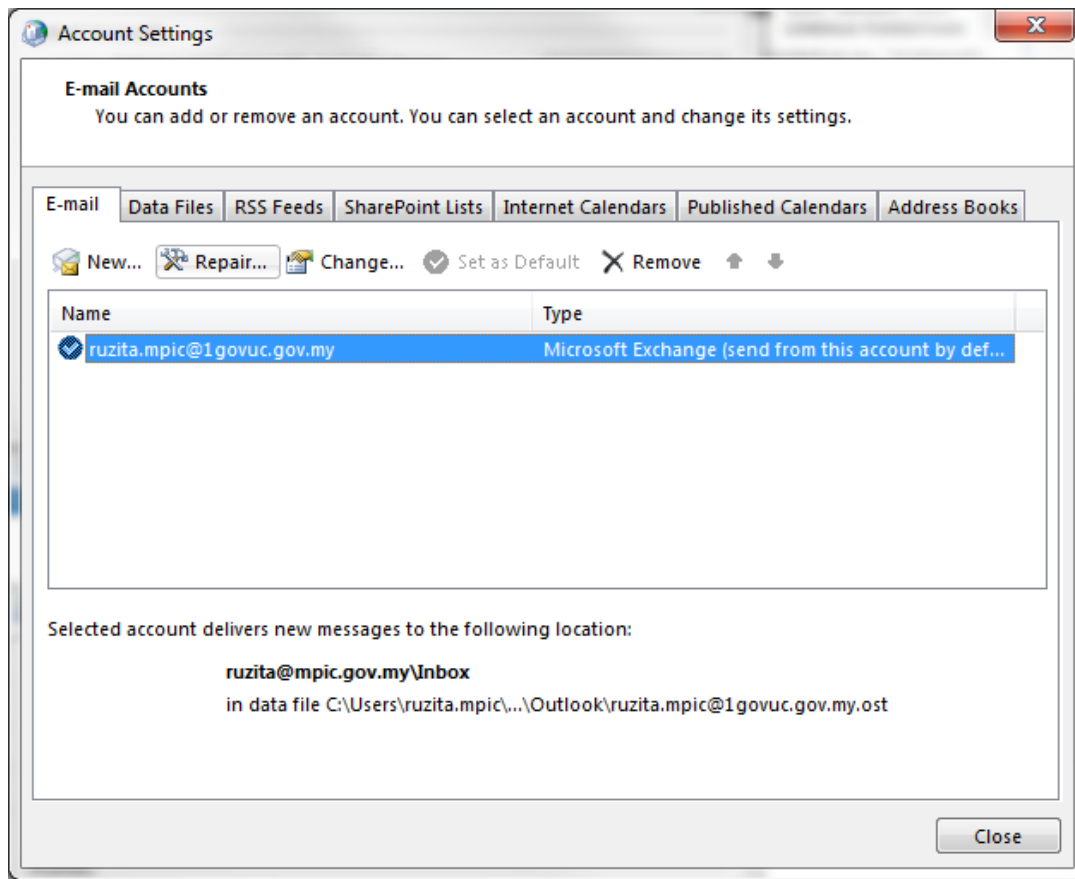 Account Settings
E-mail Accounts
You can add or remove an account. You can select an account and change its settings.
E-mail Data Files RSS Feeds SharePoint Lists Internet Calendars Published Calendars Address Books
New... Repair... Change... Set as Default Remove
Name Type
ruzita.mpic@1govuc.gov.my Microsoft Exchange (send from this account by def...
Selected account delivers new messages to the following location:
ruzita@mpic.gov.my\Inbox
in data file C:\Users\ruzita.mpic\...\Outlook\ruzita.mpic@1govuc.gov.my.ost
Close